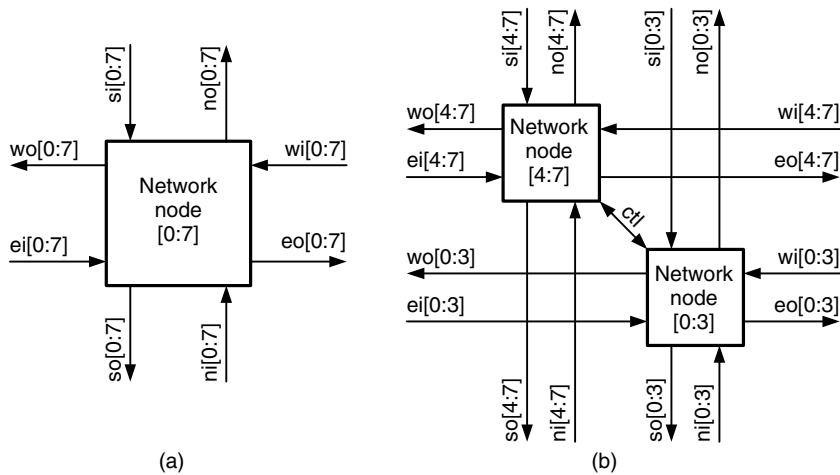 si[0:7]
no[0:7]
wo[0:7]
wi[0:7]
Network
node
[0:7]
ei[0:7]
eo[0:7]
so[0:7]
ni[0:7]
(a)
si[4:7]
no[4:7]
si[0:3]
no[0:3]
wo[4:7]
wi[4:7]
Network
node
[4:7]
ei[4:7]
eo[4:7]
ctl
wo[0:3]
wi[0:3]
Network
node
[0:3]
ei[0:3]
eo[0:3]
so[4:7]
ni[4:7]
so[0:3]
ni[0:3]
(b)